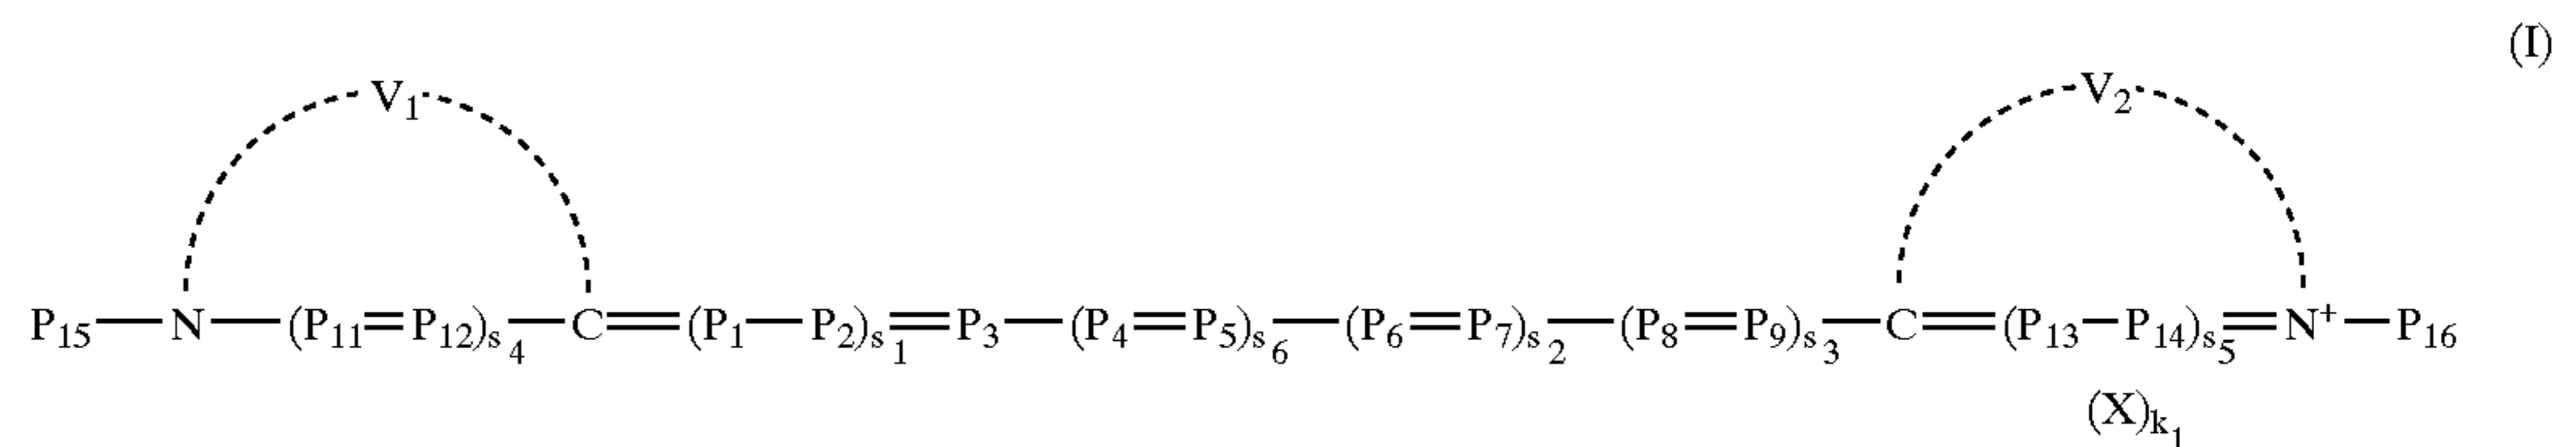 (I)
V₁ V₂
P₁₅—N—(P₁₁=P₁₂)s₄—C=(P₁—P₂)s₁=P₃—(P₄=P₅)s₆—(P₆=P₇)s₂—(P₈=P₉)s₃—C=(P₁₃—P₁₄)s₅=N⁺—P₁₆
(X)k₁